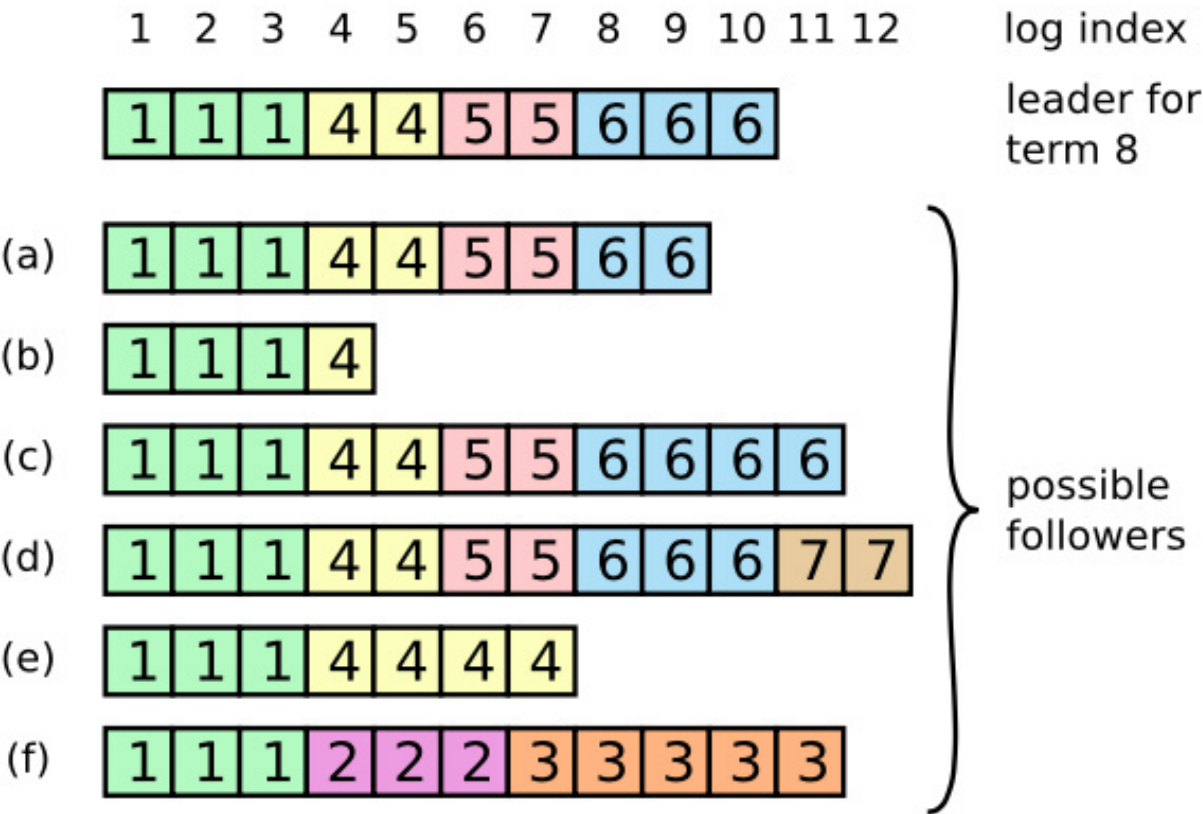 1 2 3 4 5 6 7 8 9 10 11 12 log index
1 1 1 4 4 5 5 6 6 6 leader for
term 8
(a) 1 1 1 4 4 5 5 6 6
(b) 1 1 1 4
(c) 1 1 1 4 4 5 5 6 6 6 6
(d) 1 1 1 4 4 5 5 6 6 6 7 7
(e) 1 1 1 4 4 4 4
(f) 1 1 1 2 2 2 3 3 3 3 3
possible
followers